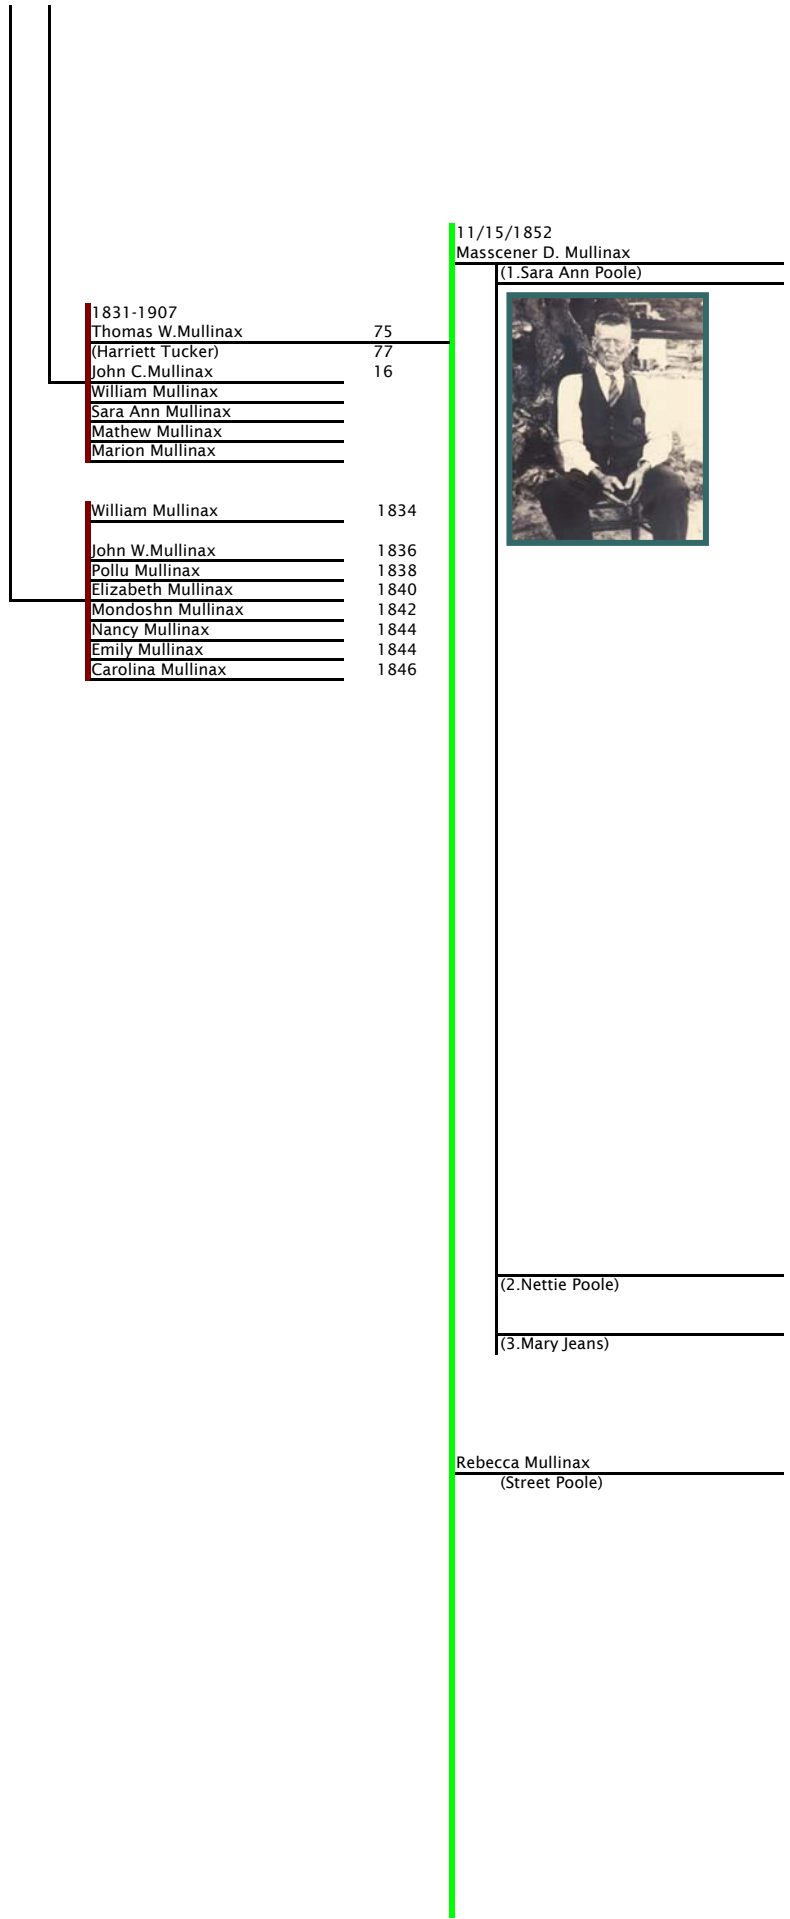 11/15/1852
Masscener D. Mullinax
(1.Sara Ann Poole)
1831-1907
Thomas W.Mullinax 75
(Harriett Tucker) 77
John C.Mullinax 16
William Mullinax
Sara Ann Mullinax
Mathew Mullinax
Marion Mullinax
William Mullinax 1834
John W.Mullinax 1836
Pollu Mullinax 1838
Elizabeth Mullinax 1840
Mondoshn Mullinax 1842
Nancy Mullinax 1844
Emily Mullinax 1844
Carolina Mullinax 1846
(2.Nettie Poole)
(3.Mary Jeans)
Rebecca Mullinax
(Street Poole)